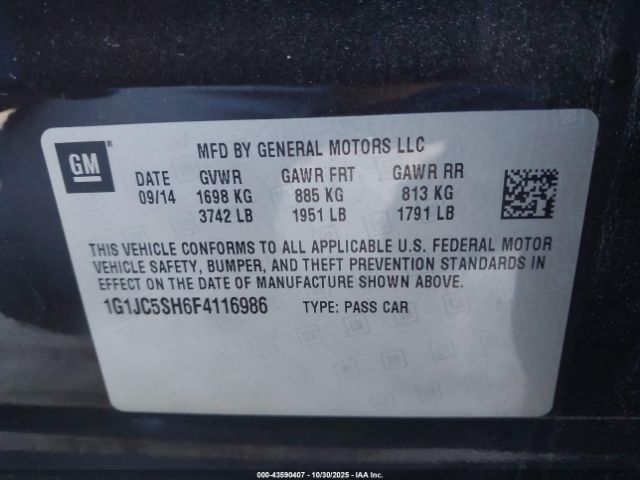 GM®
MFD BY GENERAL MOTORS LLC
DATE GVWR GAWR FRT GAWR RR
09/14 1698 KG 885 KG 813 KG
3742 LB 1951 LB 1791 LB
THIS VEHICLE CONFORMS TO ALL APPLICABLE U.S. FEDERAL MOTOR
VEHICLE SAFETY, BUMPER, AND THEFT PREVENTION STANDARDS IN
EFFECT ON THE DATE OF MANUFACTURE SHOWN ABOVE.
1G1JC5SH6F4116986 TYPE: PASS CAR
000-43590407 - 10/30/2025 - IAA Inc.